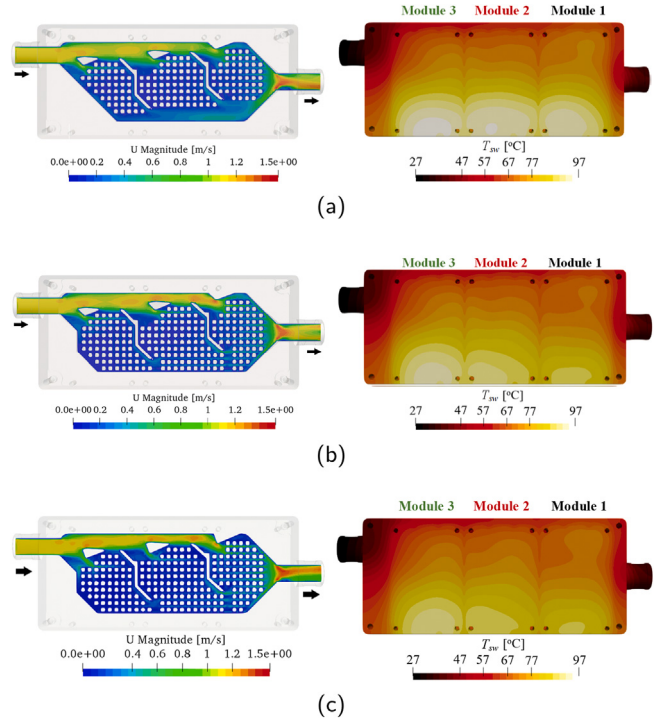 Module 3 Module 2 Module 1
U Magnitude [m/s]
0.0e+00 0.2 0.4 0.6 0.8 1 1.2 1.5e+00
T_sw [°C]
27 47 57 67 77 97
(a)
Module 3 Module 2 Module 1
U Magnitude [m/s]
0.0e+00 0.2 0.4 0.6 0.8 1 1.2 1.5e+00
T_sw [°C]
27 47 57 67 77 97
(b)
Module 3 Module 2 Module 1
U Magnitude [m/s]
0.0e+00 0.2 0.4 0.6 0.8 1 1.2 1.5e+00
T_sw [°C]
27 47 57 67 77 97
(c)